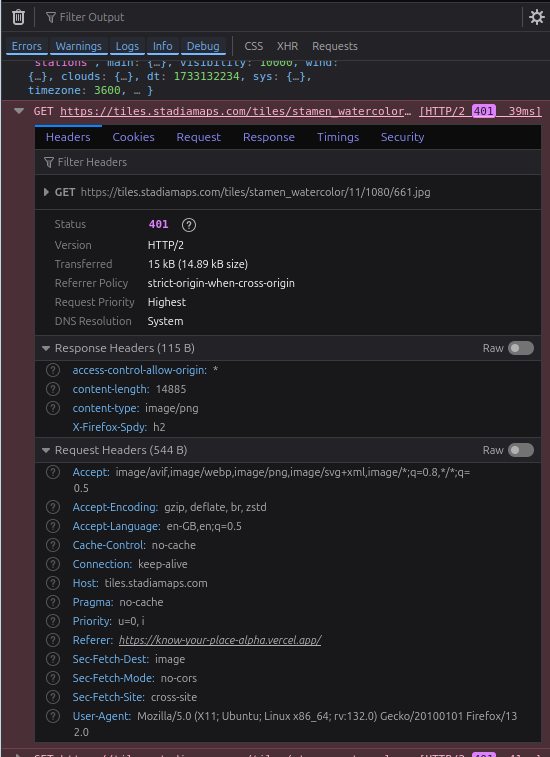 Filter Output
Errors Warnings Logs Info Debug CSS XHR Requests
"stations", main: {…}, visibility: 10000, wind:
{…}, clouds: {…}, dt: 1733132234, sys: {…},
timezone: 3600, … }
GET https://tiles.stadiamaps.com/tiles/stamen_watercolor… [HTTP/2 401 39ms]
Headers Cookies Request Response Timings Security
Filter Headers
GET https://tiles.stadiamaps.com/tiles/stamen_watercolor/11/1080/661.jpg
Status 401 ?
Version HTTP/2
Transferred 15 kB (14.89 kB size)
Referrer Policy strict-origin-when-cross-origin
Request Priority Highest
DNS Resolution System
Response Headers (115 B) Raw
? access-control-allow-origin: *
? content-length: 14885
? content-type: image/png
X-Firefox-Spdy: h2
Request Headers (544 B) Raw
? Accept: image/avif,image/webp,image/png,image/svg+xml,image/*;q=0.8,*/*;q=
0.5
? Accept-Encoding: gzip, deflate, br, zstd
? Accept-Language: en-GB,en;q=0.5
? Cache-Control: no-cache
? Connection: keep-alive
? Host: tiles.stadiamaps.com
? Pragma: no-cache
? Priority: u=0, i
? Referer: https://know-your-place-alpha.vercel.app/
? Sec-Fetch-Dest: image
? Sec-Fetch-Mode: no-cors
? Sec-Fetch-Site: cross-site
? User-Agent: Mozilla/5.0 (X11; Ubuntu; Linux x86_64; rv:132.0) Gecko/20100101 Firefox/13
2.0